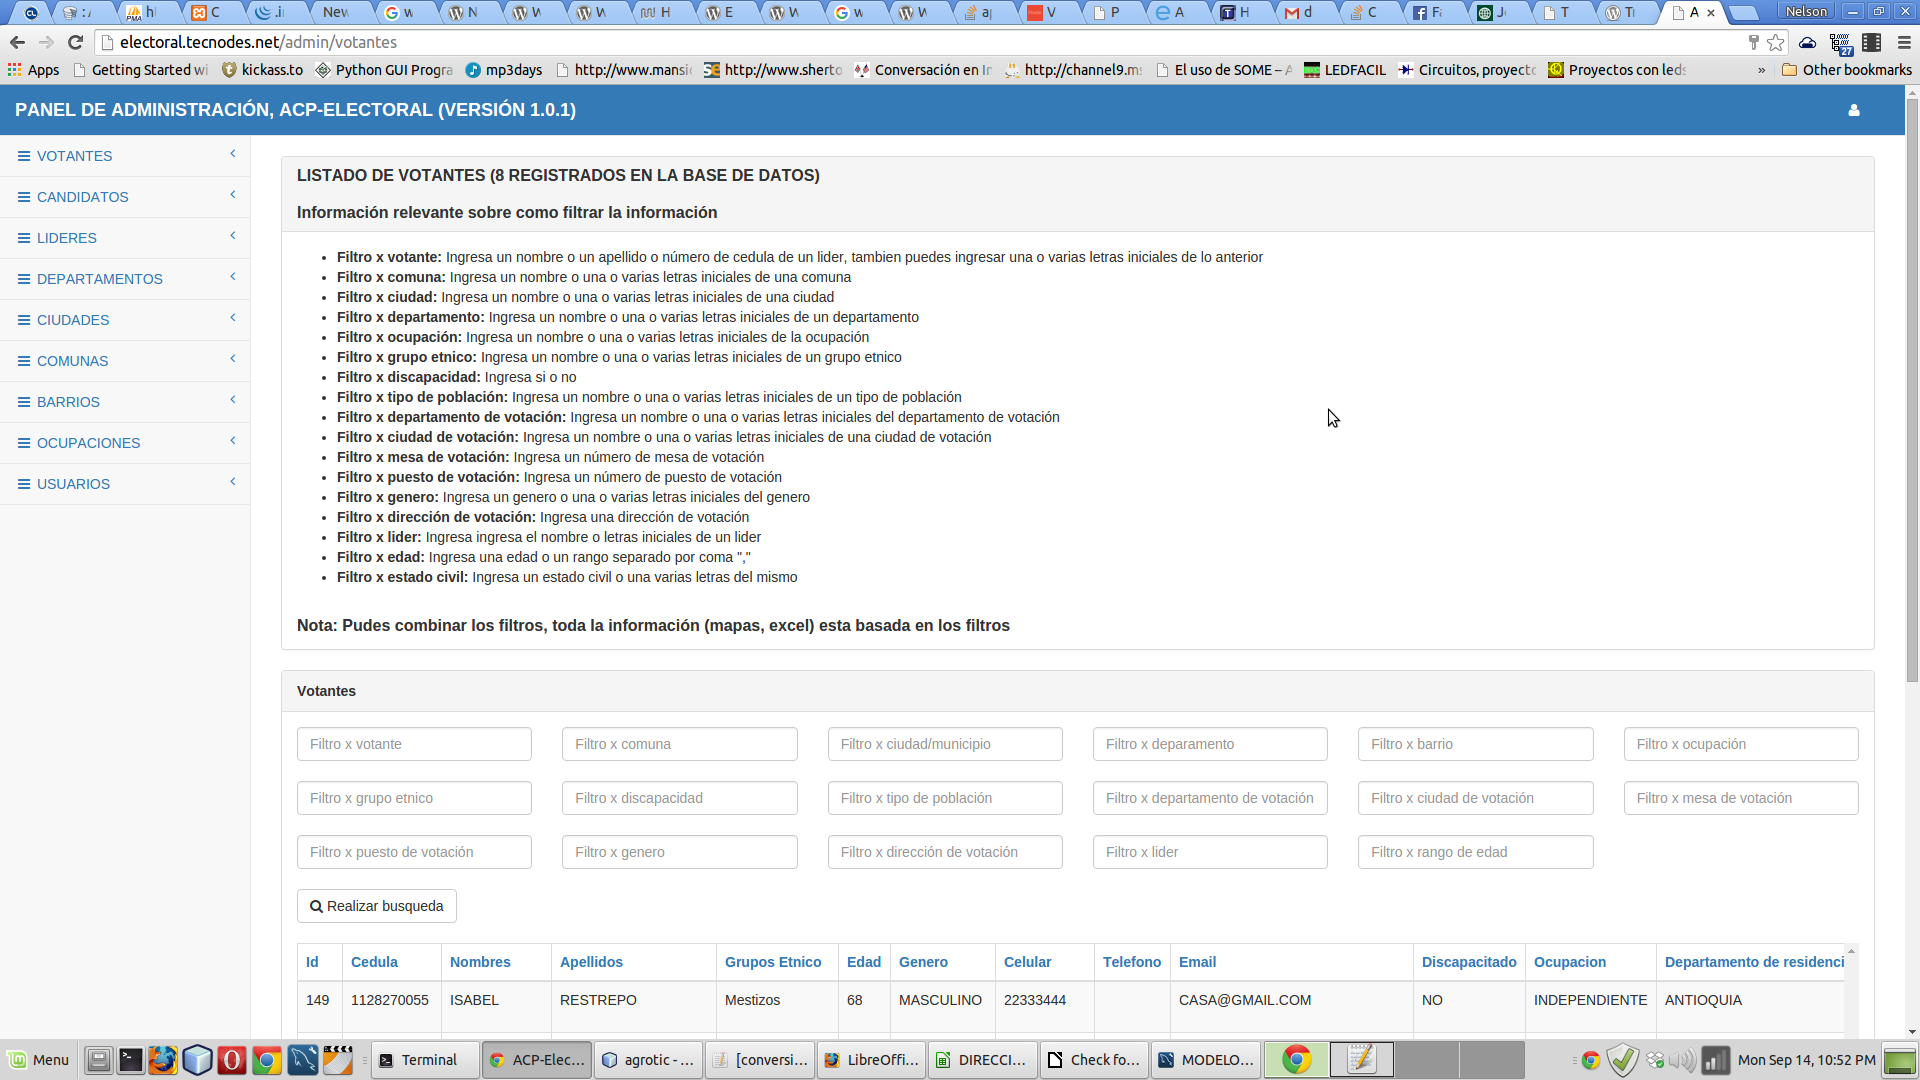 Nelson
electoral.tecnodes.net/admin/votantes
Apps Getting Started wi kickass.to Python GUI Progra mp3days http://www.mansi http://www.sherto Conversación en In http://channel9.ms El uso de SOME – A LEDFACIL Circuitos, proyecto Proyectos con leds » Other bookmarks
PANEL DE ADMINISTRACIÓN, ACP-ELECTORAL (VERSIÓN 1.0.1)
VOTANTES
CANDIDATOS
LIDERES
DEPARTAMENTOS
CIUDADES
COMUNAS
BARRIOS
OCUPACIONES
USUARIOS
LISTADO DE VOTANTES (8 REGISTRADOS EN LA BASE DE DATOS)
Información relevante sobre como filtrar la información
Filtro x votante: Ingresa un nombre o un apellido o número de cedula de un lider, tambien puedes ingresar una o varias letras iniciales de lo anterior
Filtro x comuna: Ingresa un nombre o una o varias letras iniciales de una comuna
Filtro x ciudad: Ingresa un nombre o una o varias letras iniciales de una ciudad
Filtro x departamento: Ingresa un nombre o una o varias letras iniciales de un departamento
Filtro x ocupación: Ingresa un nombre o una o varias letras iniciales de la ocupación
Filtro x grupo etnico: Ingresa un nombre o una o varias letras iniciales de un grupo etnico
Filtro x discapacidad: Ingresa si o no
Filtro x tipo de población: Ingresa un nombre o una o varias letras iniciales de un tipo de población
Filtro x departamento de votación: Ingresa un nombre o una o varias letras iniciales del departamento de votación
Filtro x ciudad de votación: Ingresa un nombre o una o varias letras iniciales de una ciudad de votación
Filtro x mesa de votación: Ingresa un número de mesa de votación
Filtro x puesto de votación: Ingresa un número de puesto de votación
Filtro x genero: Ingresa un genero o una o varias letras iniciales del genero
Filtro x dirección de votación: Ingresa una dirección de votación
Filtro x lider: Ingresa ingresa el nombre o letras iniciales de un lider
Filtro x edad: Ingresa una edad o un rango separado por coma ","
Filtro x estado civil: Ingresa un estado civil o una varias letras del mismo
Nota: Pudes combinar los filtros, toda la información (mapas, excel) esta basada en los filtros
Votantes
Filtro x votante Filtro x comuna Filtro x ciudad/municipio Filtro x deparamento Filtro x barrio Filtro x ocupación
Filtro x grupo etnico Filtro x discapacidad Filtro x tipo de población Filtro x departamento de votación Filtro x ciudad de votación Filtro x mesa de votación
Filtro x puesto de votación Filtro x genero Filtro x dirección de votación Filtro x lider Filtro x rango de edad
Realizar busqueda
Id Cedula Nombres Apellidos Grupos Etnico Edad Genero Celular Telefono Email Discapacitado Ocupacion Departamento de residenci
149 1128270055 ISABEL RESTREPO Mestizos 68 MASCULINO 22333444 CASA@GMAIL.COM NO INDEPENDIENTE ANTIOQUIA
Menu Terminal ACP-Elec... agrotic - ... [conversi... LibreOffi... DIRECCI... Check fo... MODELO... Mon Sep 14, 10:52 PM